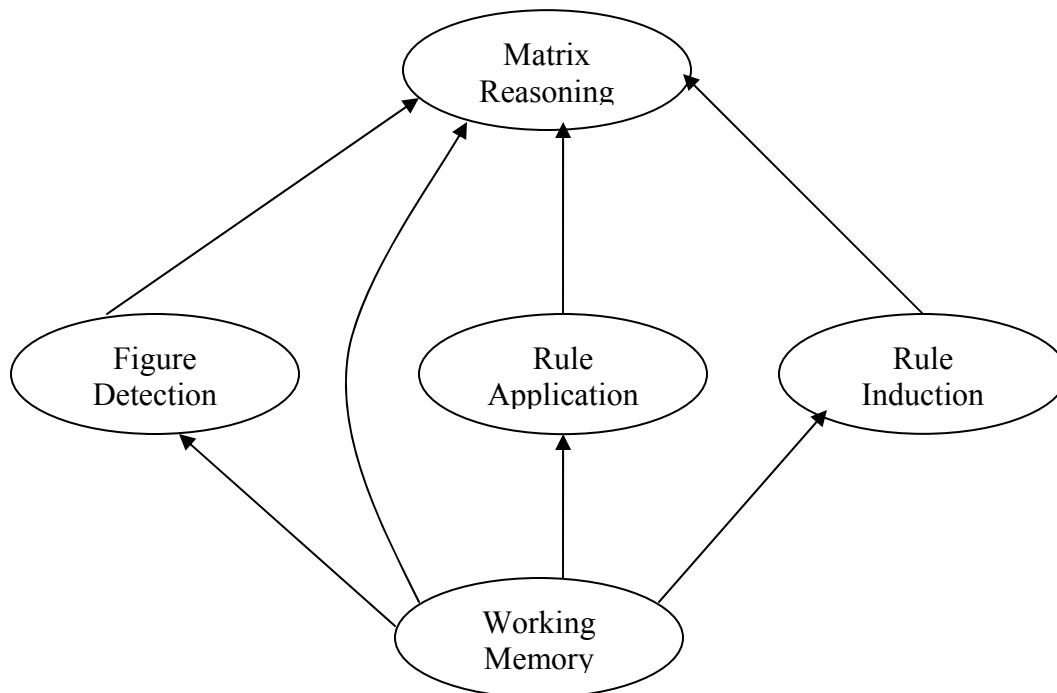 Matrix
Reasoning
Figure
Detection
Rule
Application
Rule
Induction
Working
Memory